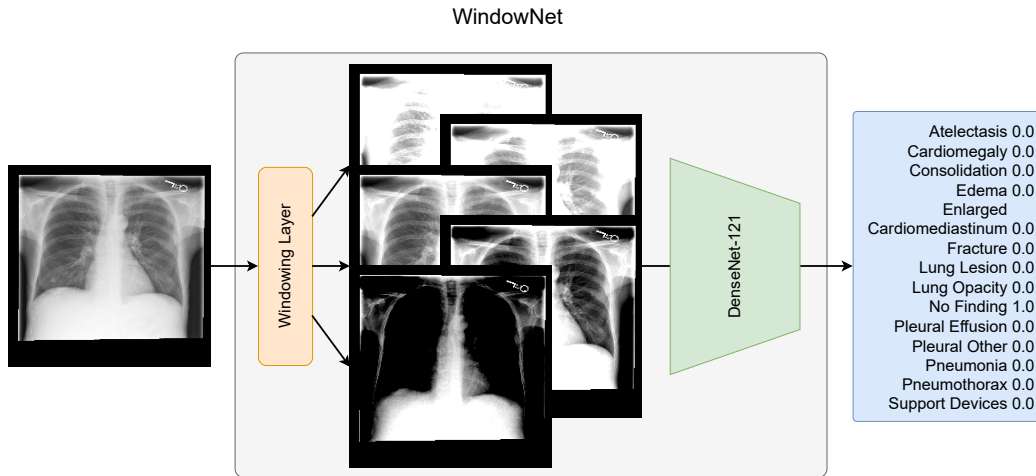 WindowNet
Windowing Layer
DenseNet-121
Atelectasis 0.0
Cardiomegaly 0.0
Consolidation 0.0
Edema 0.0
Enlarged
Cardiomediastinum 0.0
Fracture 0.0
Lung Lesion 0.0
Lung Opacity 0.0
No Finding 1.0
Pleural Effusion 0.0
Pleural Other 0.0
Pneumonia 0.0
Pneumothorax 0.0
Support Devices 0.0